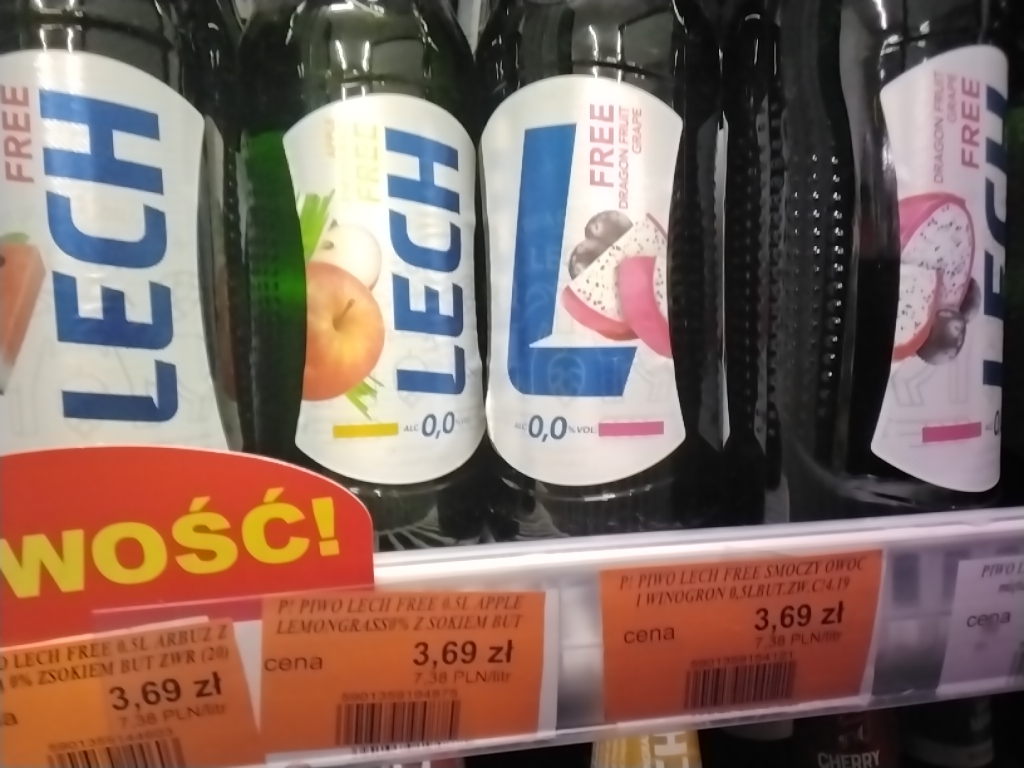 FREE
LECH
FREE
LECH
ALC 0,0%
FREE
DRAGON FRUIT
GRAPE
L
ALC 0,0% VOL.
DRAGON FRUIT
GRAPE
FREE
LECH
WOŚĆ!
LECH FREE 0.5L ARBUZ Z
0% ZSOKIEM BUT ZWR (20)
3,69 zł
7,38 PLN/litr
P! PIWO LECH FREE 0.5L APPLE
LEMONGRASS0% Z SOKIEM BUT
cena 3,69 zł
7,38 PLN/litr
P! PIWO LECH FREE SMOCZY OWOC
I WINOGRON 0,5LBUT.ZW.C/4.19
cena 3,69 zł
7,38 PLN/litr
PIWO L
cena
CHERRY